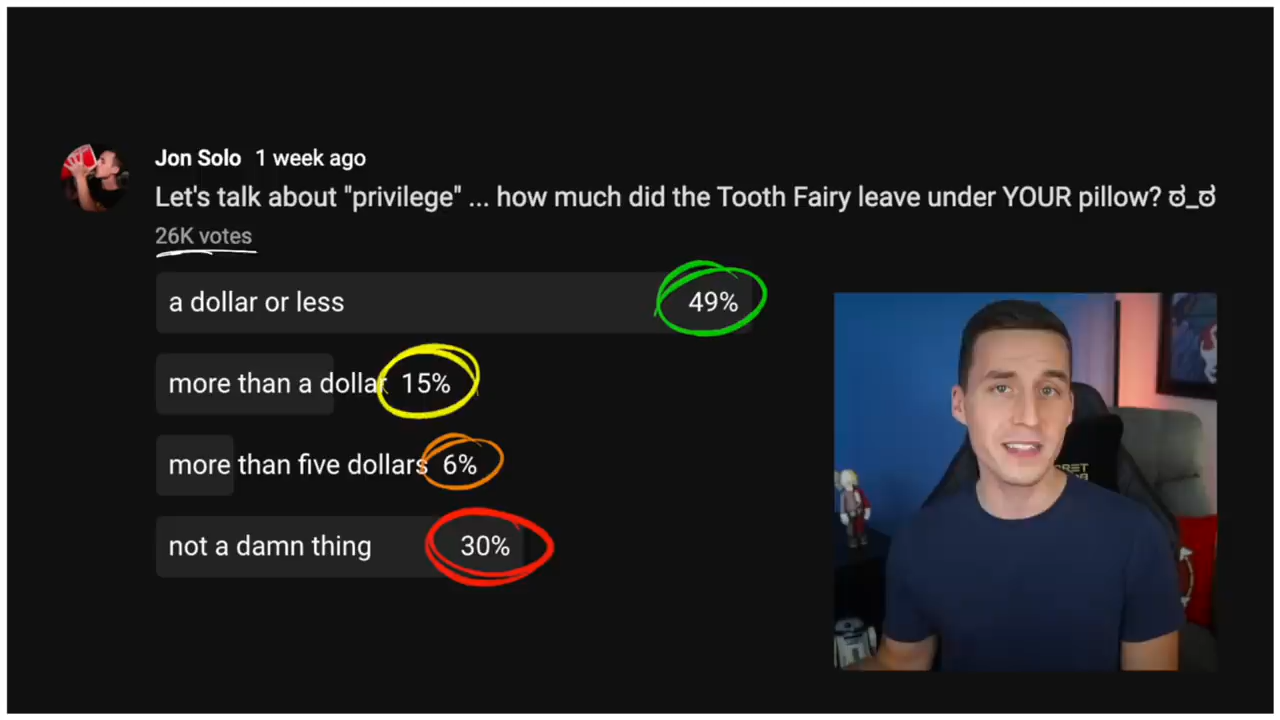 Jon Solo 1 week ago
Let's talk about "privilege" ... how much did the Tooth Fairy leave under YOUR pillow? ಠ_ಠ
26K votes
a dollar or less 49%
more than a dollar 15%
more than five dollars 6%
not a damn thing 30%